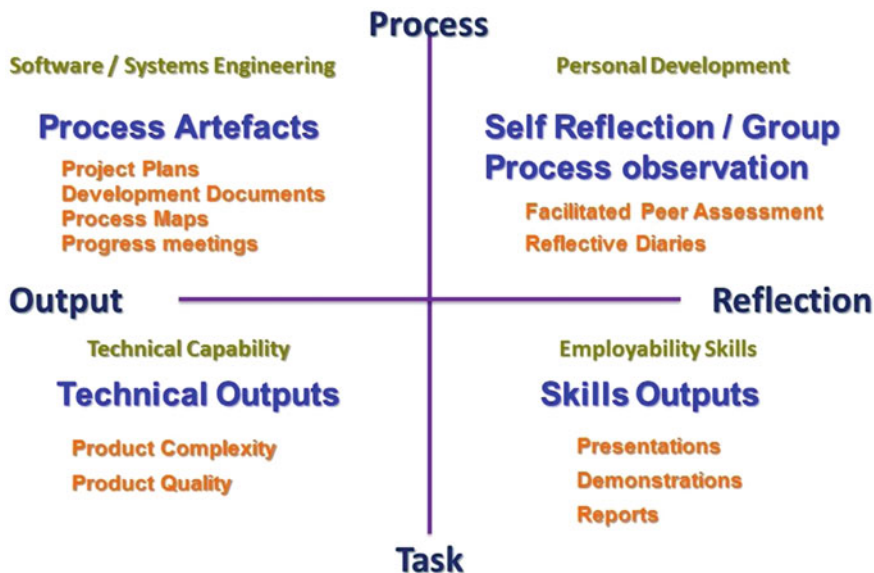 Process
Software / Systems Engineering
Process Artefacts
Project Plans
Development Documents
Process Maps
Progress meetings
Personal Development
Self Reflection / Group
Process observation
Facilitated Peer Assessment
Reflective Diaries
Output
Reflection
Technical Capability
Technical Outputs
Product Complexity
Product Quality
Employability Skills
Skills Outputs
Presentations
Demonstrations
Reports
Task